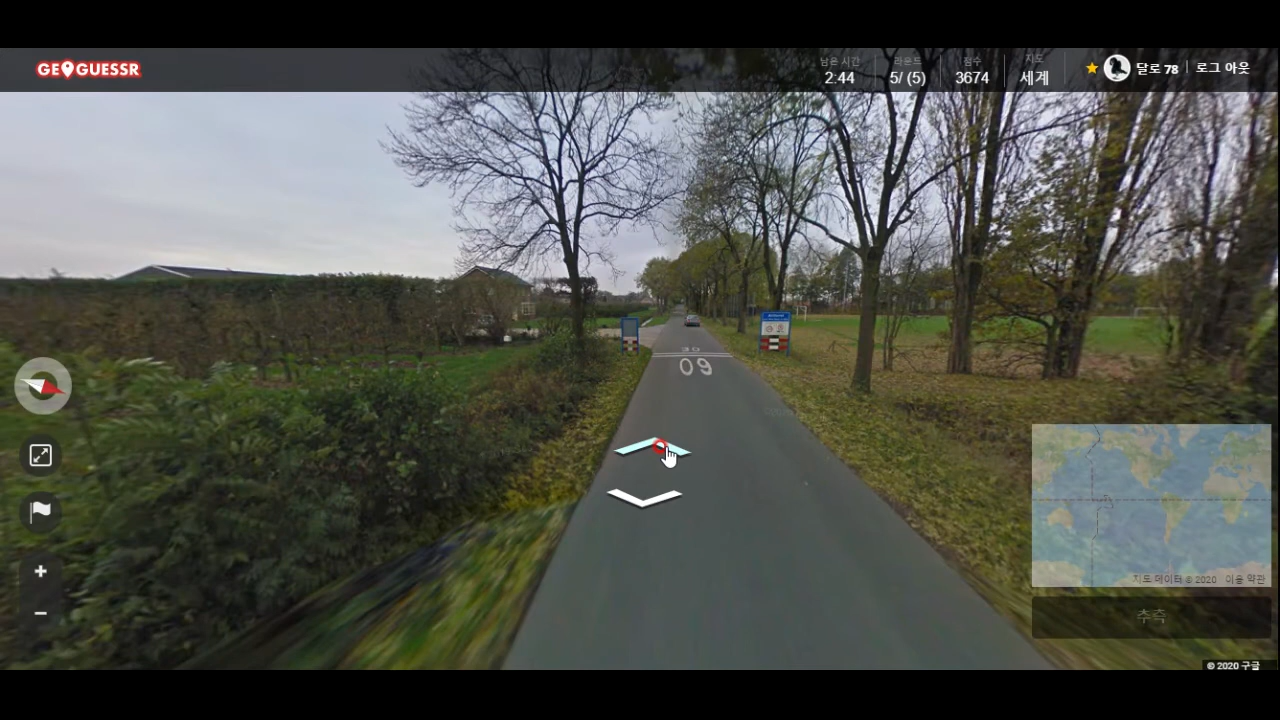 GEOGUESSR
남은 시간
2:44
라운드
5/ (5)
점수
3674
지도
세계
달로 78
로그 아웃
30
60
지도 데이터 © 2020 이용 약관
추측
© 2020 구글